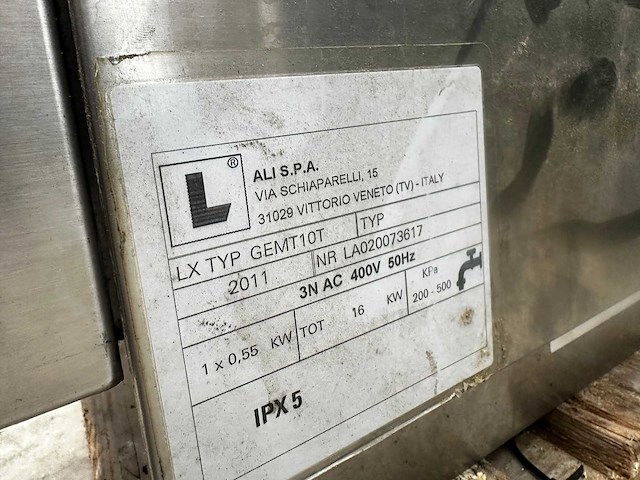 L ®
ALI S.P.A.
VIA SCHIAPARELLI, 15
31029 VITTORIO VENETO (TV) - ITALY
LX TYP GEMT10T TYP
2011 NR LA020073617
3N AC 400V 50Hz
1 x 0,55 KW TOT 16 KW KPa
200 - 500
IPX 5